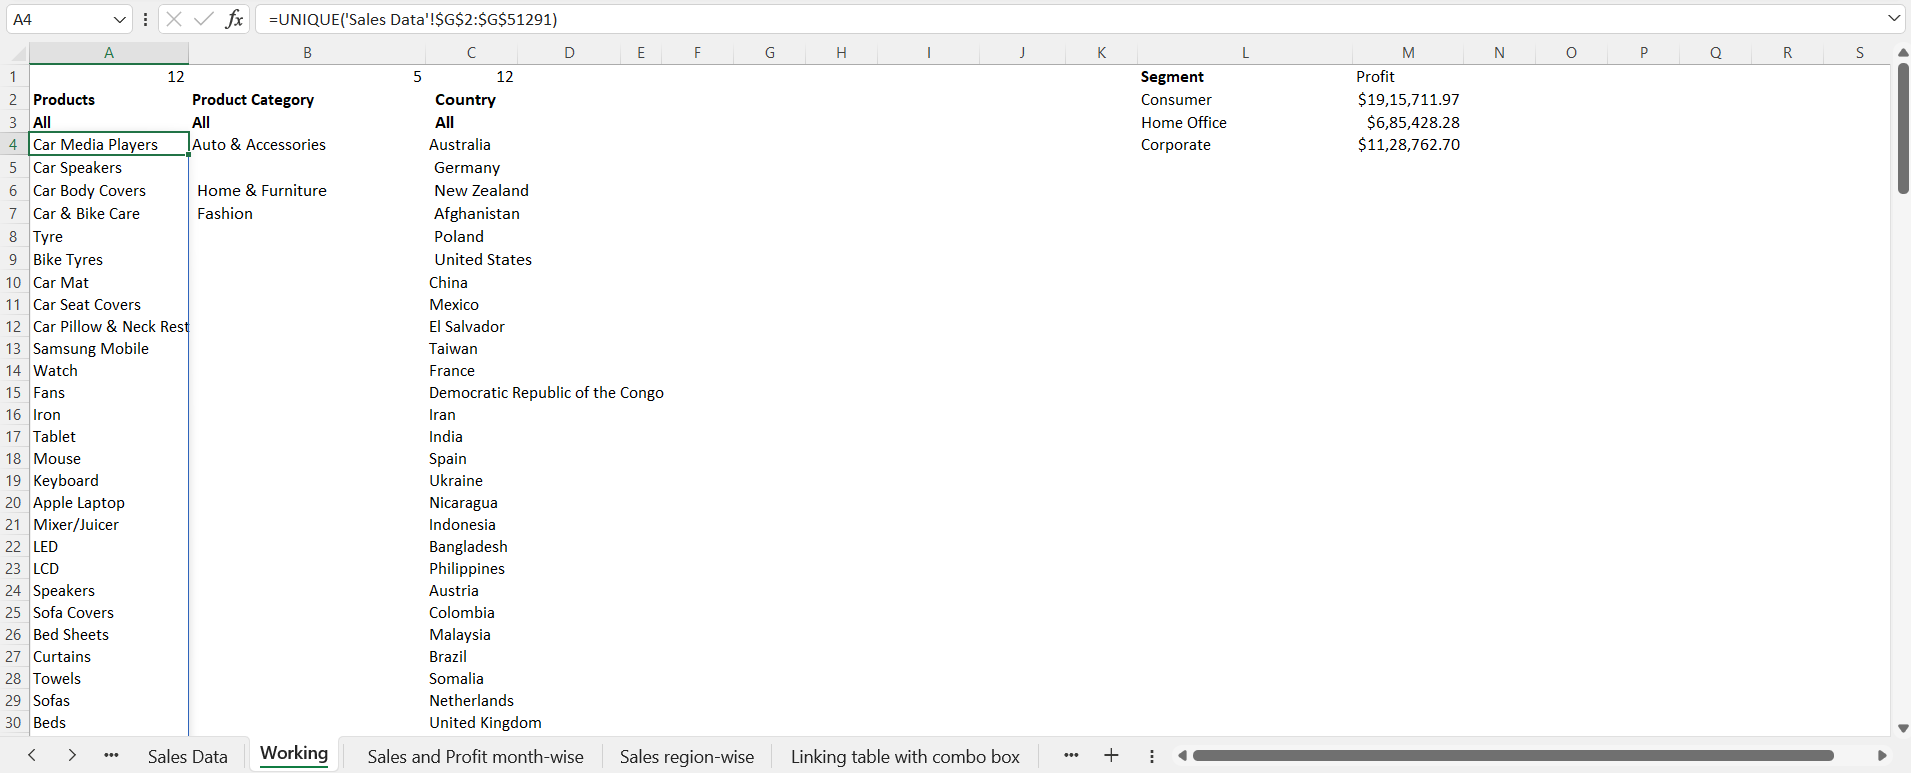 A4 fx =UNIQUE('Sales Data'!$G$2:$G$51291)
A B C D E F G H I J K L M N O P Q R S
1 12 5 12 Segment Profit
2 Products Product Category Country Consumer $19,15,711.97
3 All All All Home Office $6,85,428.28
4 Car Media Players Auto & Accessories Australia Corporate $11,28,762.70
5 Car Speakers Germany
6 Car Body Covers Home & Furniture New Zealand
7 Car & Bike Care Fashion Afghanistan
8 Tyre Poland
9 Bike Tyres United States
10 Car Mat China
11 Car Seat Covers Mexico
12 Car Pillow & Neck Rest El Salvador
13 Samsung Mobile Taiwan
14 Watch France
15 Fans Democratic Republic of the Congo
16 Iron Iran
17 Tablet India
18 Mouse Spain
19 Keyboard Ukraine
20 Apple Laptop Nicaragua
21 Mixer/Juicer Indonesia
22 LED Bangladesh
23 LCD Philippines
24 Speakers Austria
25 Sofa Covers Colombia
26 Bed Sheets Malaysia
27 Curtains Brazil
28 Towels Somalia
29 Sofas Netherlands
30 Beds United Kingdom
Sales Data Working Sales and Profit month-wise Sales region-wise Linking table with combo box